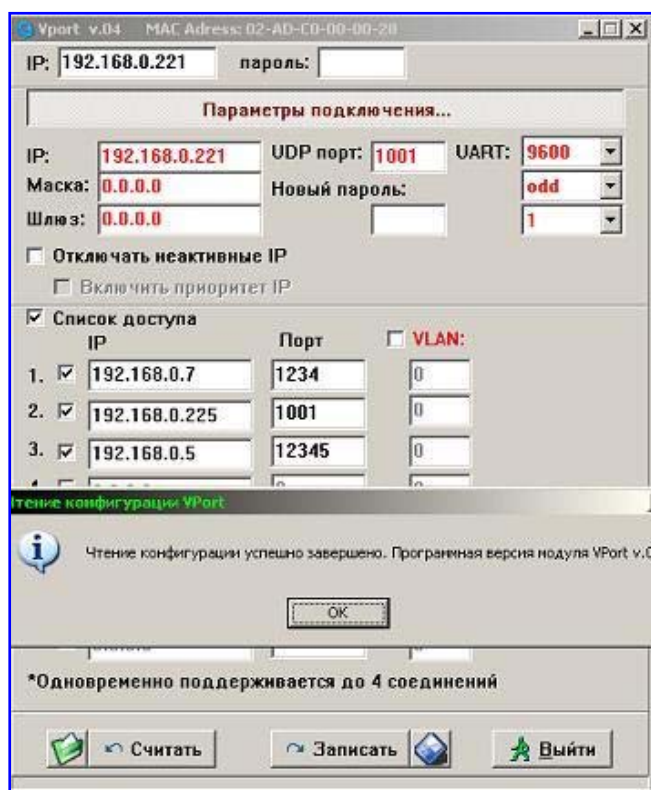 Vport v.04 MAC Adress: 02-AD-C0-00-00-20
IP: 192.168.0.221 пароль:
Параметры подключения...
IP: 192.168.0.221 UDP порт: 1001 UART: 9600
Маска: 0.0.0.0 Новый пароль: odd
Шлюз: 0.0.0.0 1
Отключать неактивные IP
Включить приоритет IP
Список доступа
IP Порт VLAN:
1. 192.168.0.7 1234 0
2. 192.168.0.225 1001 0
3. 192.168.0.5 12345 0
Чтение конфигурации VPort
Чтение конфигурации успешно завершено. Программная версия модуля VPort v.0
OK
*Одновременно поддерживается до 4 соединений
Считать Записать Выйти